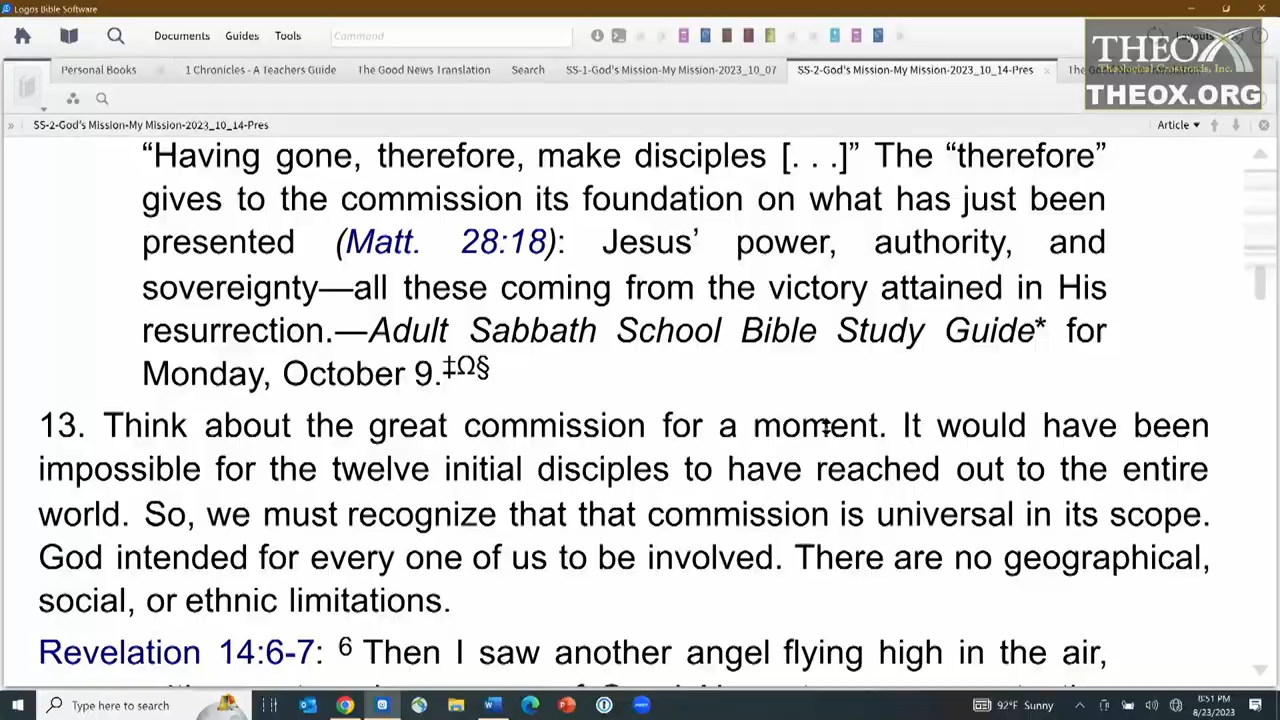 Logos Bible Software
Documents Guides Tools Command Layouts
THEOX
Theological Crossroads, Inc.
THEOX.ORG
Personal Books 1 Chronicles - A Teachers Guide The Good News Translation Search SS-1-God's Mission-My Mission-2023_10_07 SS-2-God's Mission-My Mission-2023_10_14-Pres
SS-2-God's Mission-My Mission-2023_10_14-Pres Article
“Having gone, therefore, make disciples [. . .]” The “therefore”
gives to the commission its foundation on what has just been
presented (Matt. 28:18): Jesus’ power, authority, and
sovereignty—all these coming from the victory attained in His
resurrection.—Adult Sabbath School Bible Study Guide* for
Monday, October 9.‡Ω§
13. Think about the great commission for a moment. It would have been
impossible for the twelve initial disciples to have reached out to the entire
world. So, we must recognize that that commission is universal in its scope.
God intended for every one of us to be involved. There are no geographical,
social, or ethnic limitations.
Revelation 14:6-7: 6 Then I saw another angel flying high in the air,
Type here to search 92°F Sunny 8:51 PM
8/23/2023